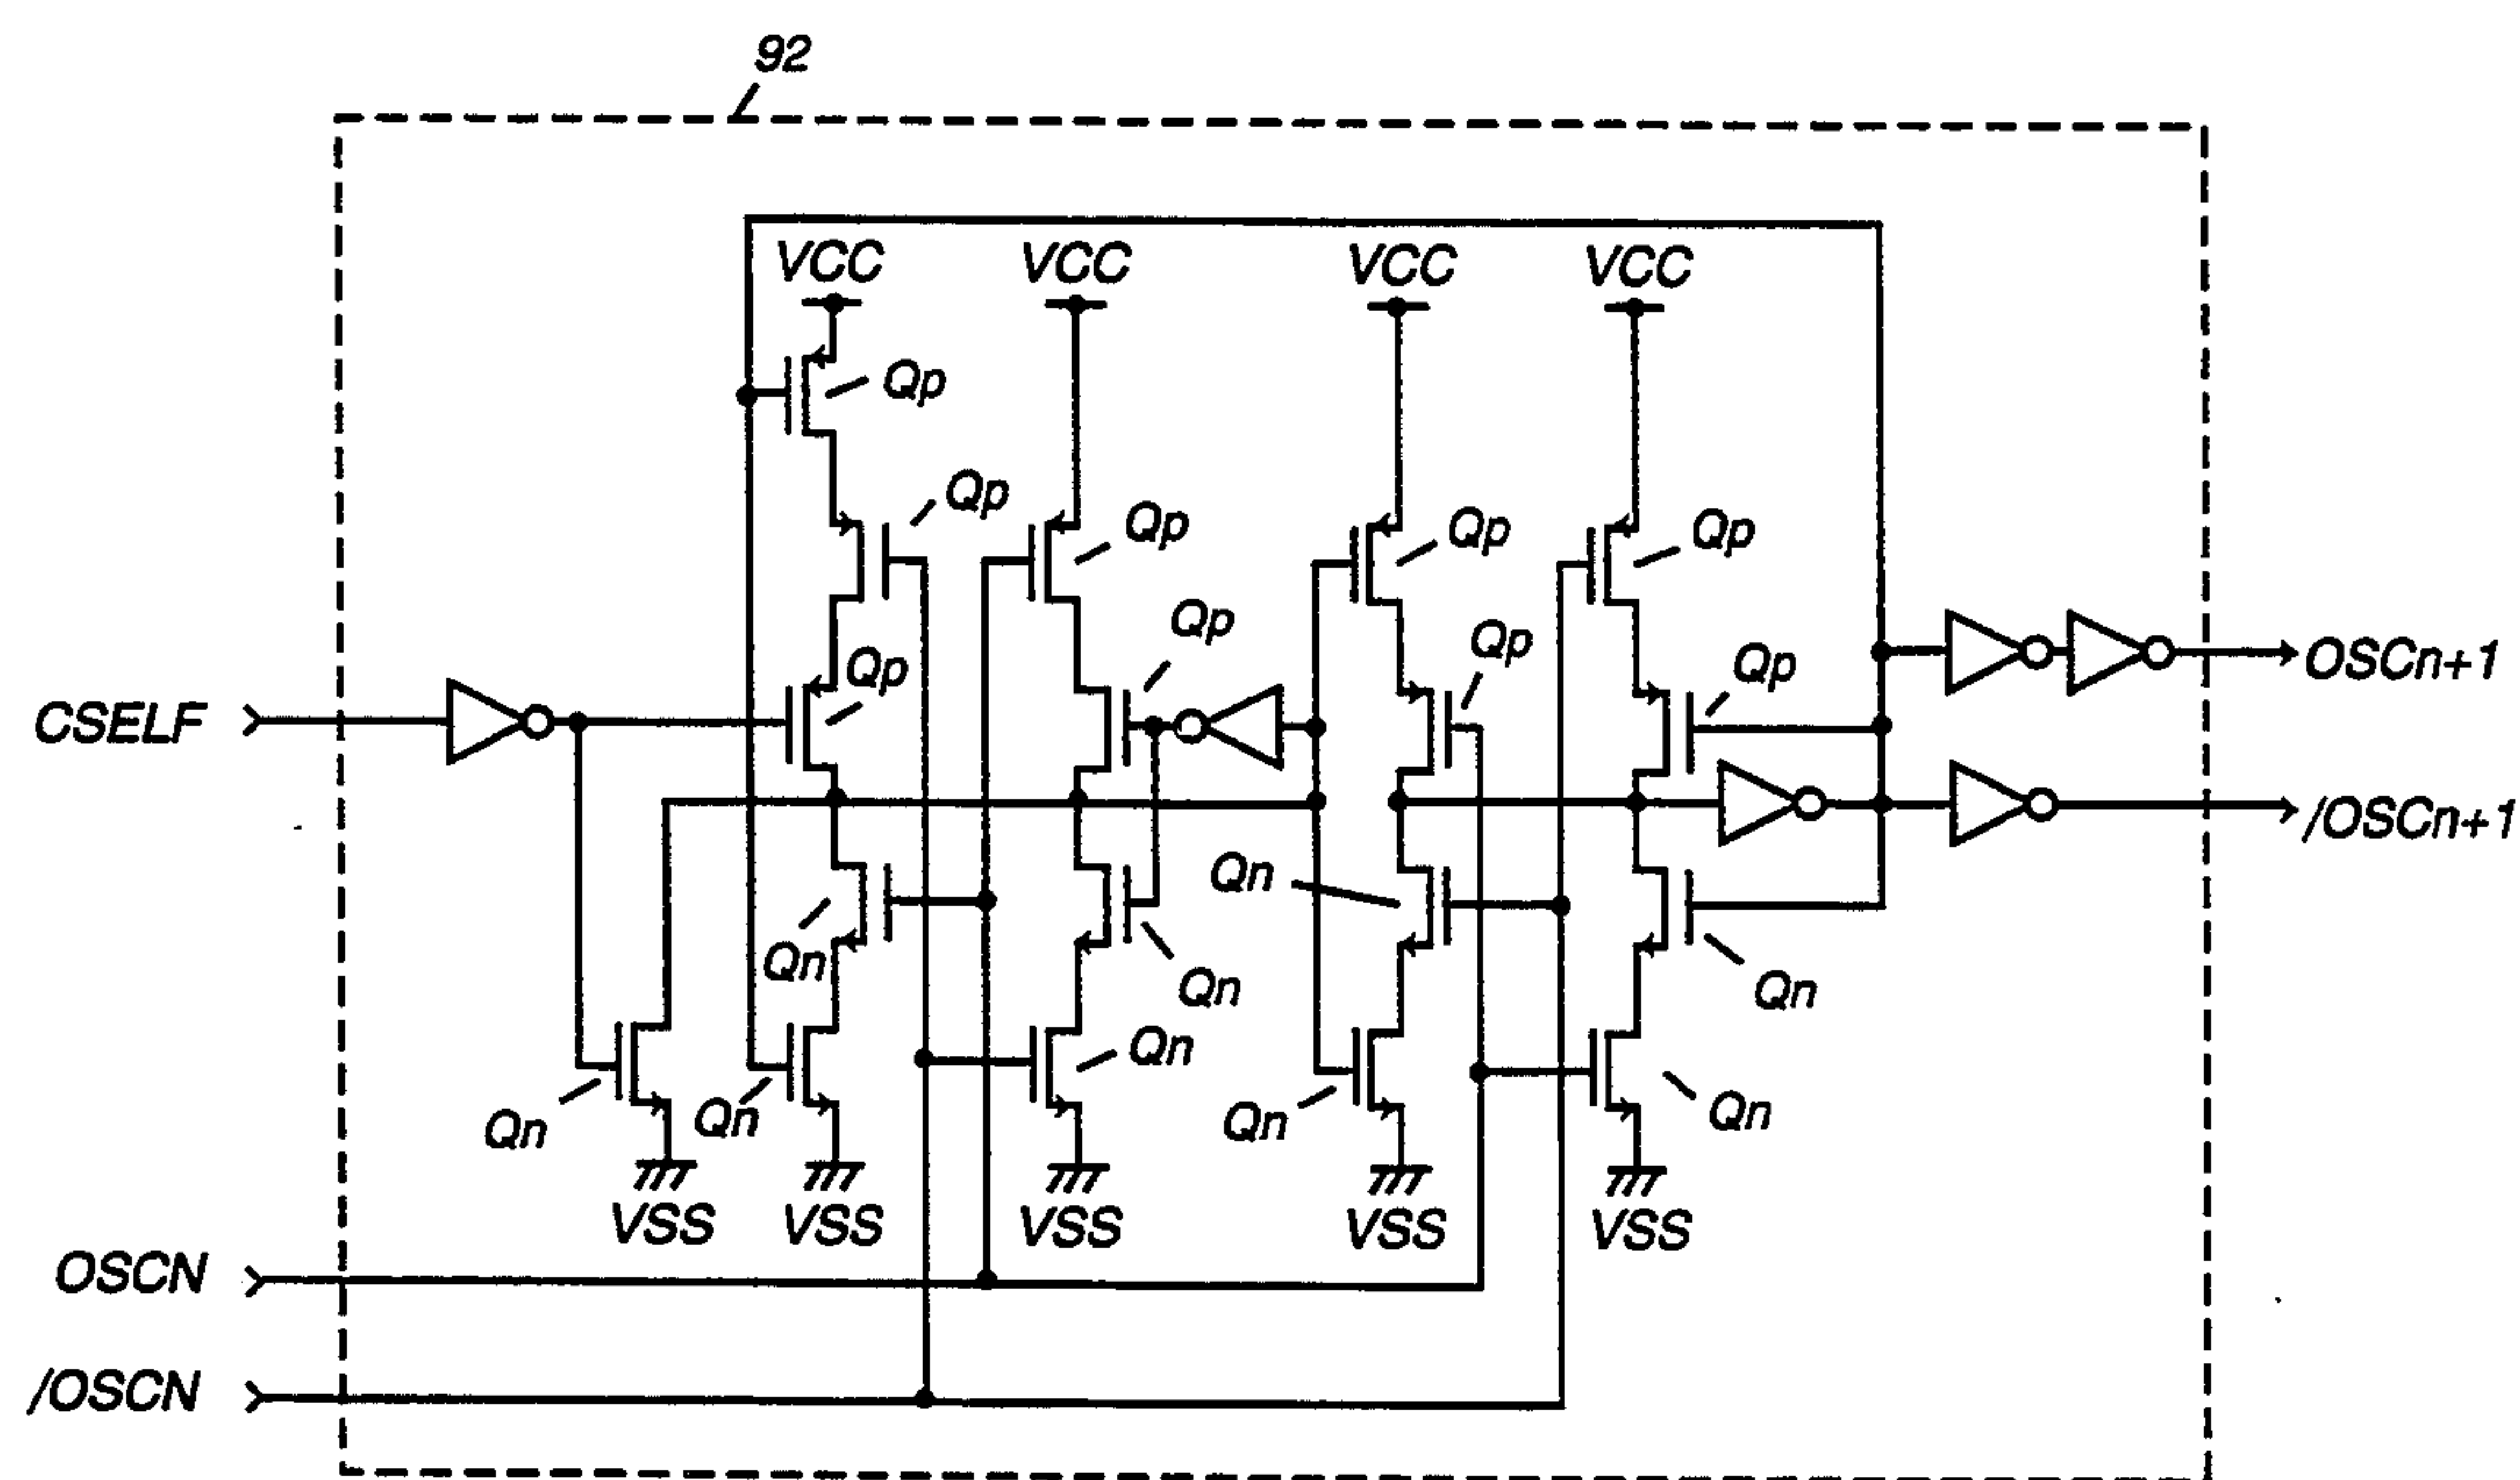 92
VCC VCC VCC VCC
Qp
Qp
Qp
Qp
Qp
Qp
Qp
Qp
Qp
OSCn+1
CSELF
/OSCn+1
Qn
Qn
Qn
Qn
Qn
Qn
Qn
Qn
Qn
VSS VSS VSS VSS VSS
OSCN
/OSCN